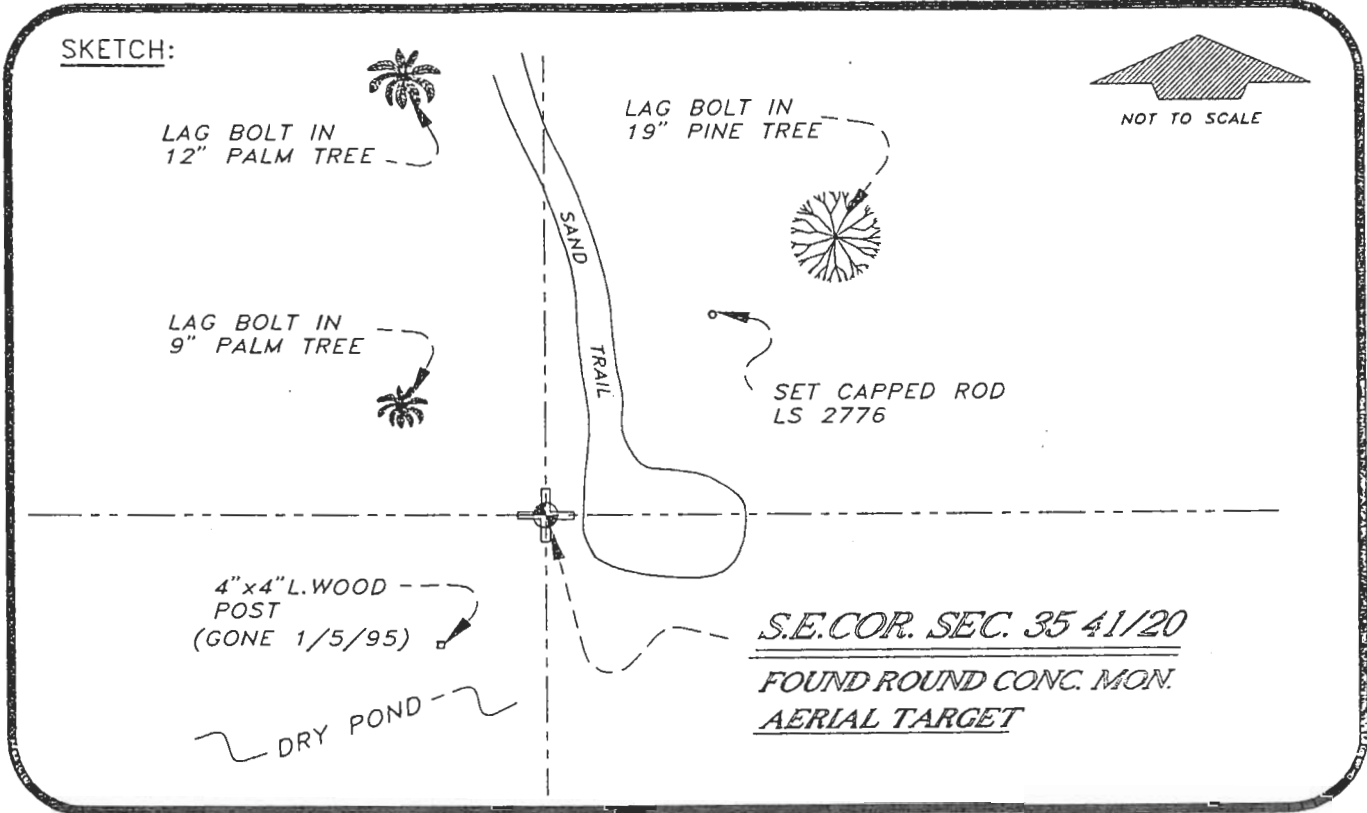 SKETCH:
LAG BOLT IN
12" PALM TREE
LAG BOLT IN
19" PINE TREE
NOT TO SCALE
SAND
TRAIL
LAG BOLT IN
9" PALM TREE
SET CAPPED ROD
LS 2776
4"x4"L.WOOD
POST
(GONE 1/5/95)
S.E.COR. SEC. 35 41/20
FOUND ROUND CONC. MON.
AERIAL TARGET
DRY POND